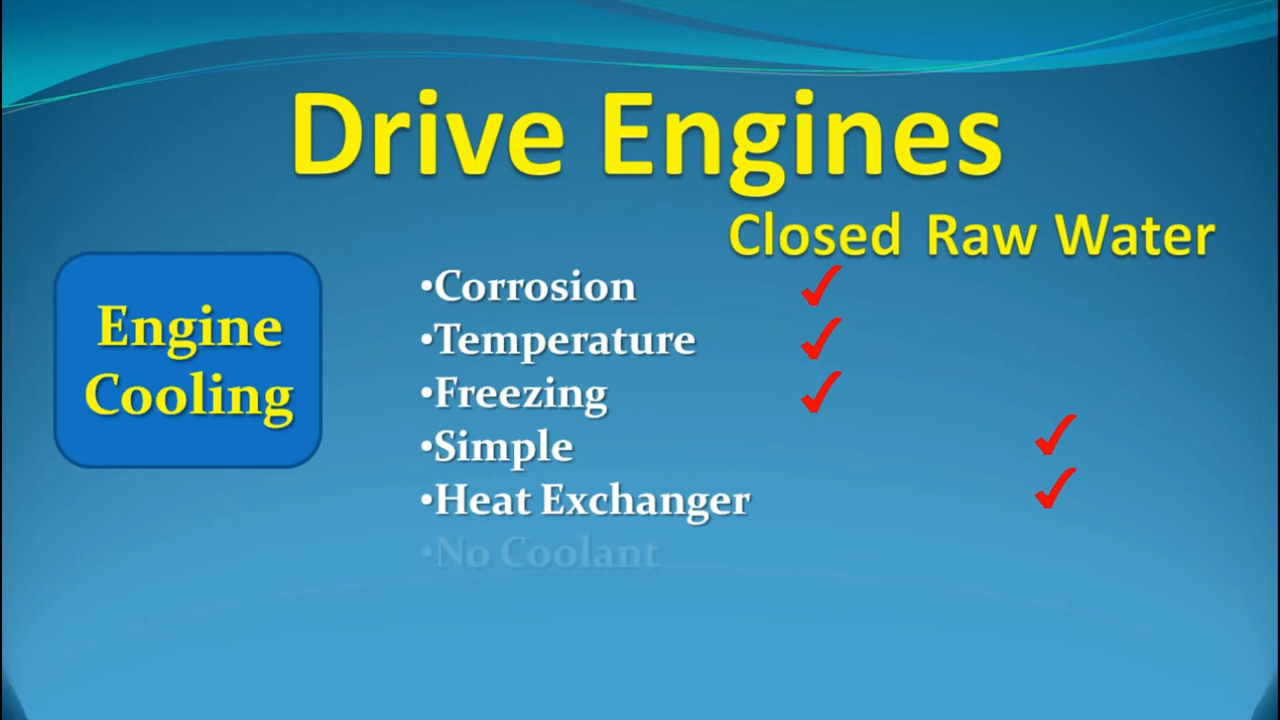 Drive Engines
Closed Raw Water
Engine
Cooling
•Corrosion ✓
•Temperature ✓
•Freezing ✓
•Simple ✓
•Heat Exchanger ✓
•No Coolant